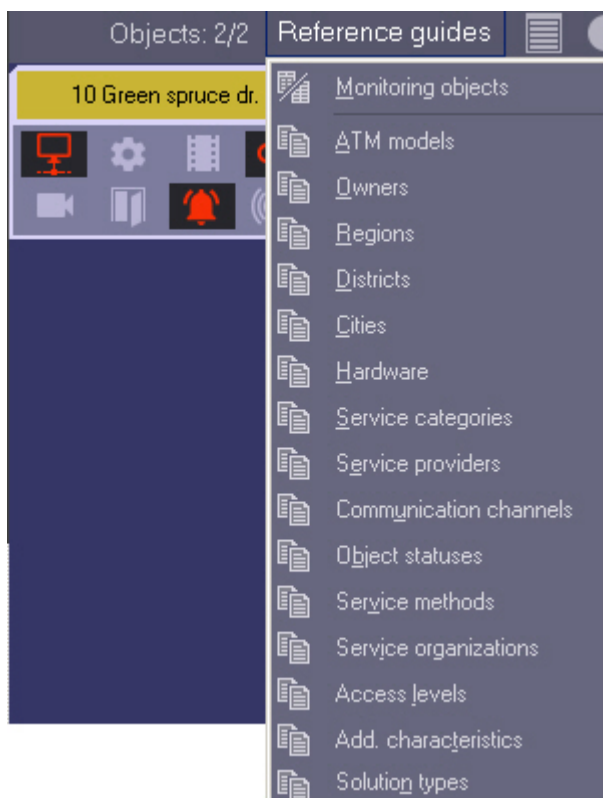 Objects: 2/2 Reference guides
10 Green spruce dr.
Monitoring objects
ATM models
Owners
Regions
Districts
Cities
Hardware
Service categories
Service providers
Communication channels
Object statuses
Service methods
Service organizations
Access levels
Add. characteristics
Solution types